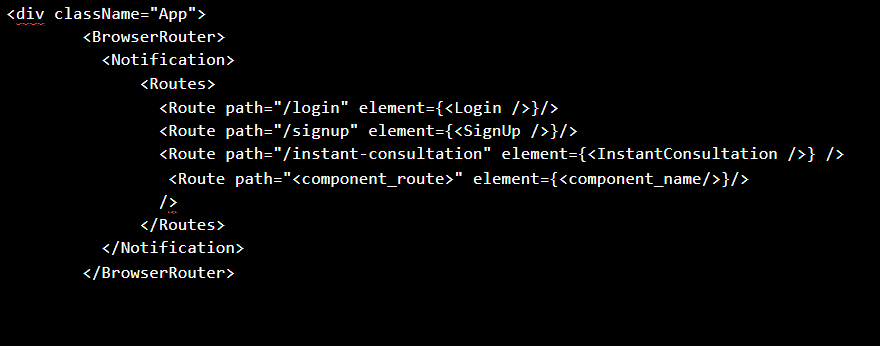 <div className="App">
<BrowserRouter>
<Notification>
<Routes>
<Route path="/login" element={<Login />}/>
<Route path="/signup" element={<SignUp />}/>
<Route path="/instant-consultation" element={<InstantConsultation />} />
<Route path="<component_route>" element={<component_name/>}/>
/>
</Routes>
</Notification>
</BrowserRouter>